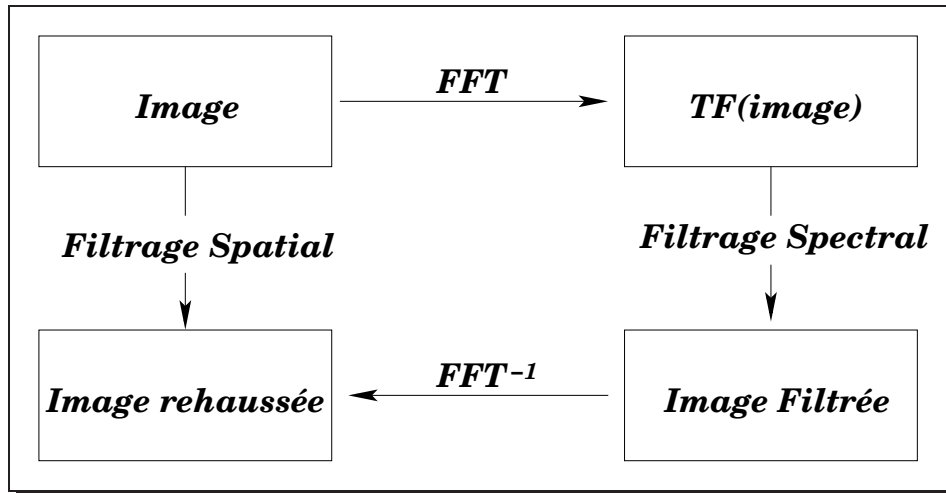 Image
FFT
TF(image)
Filtrage Spatial
Filtrage Spectral
Image rehaussée
FFT⁻¹
Image Filtrée